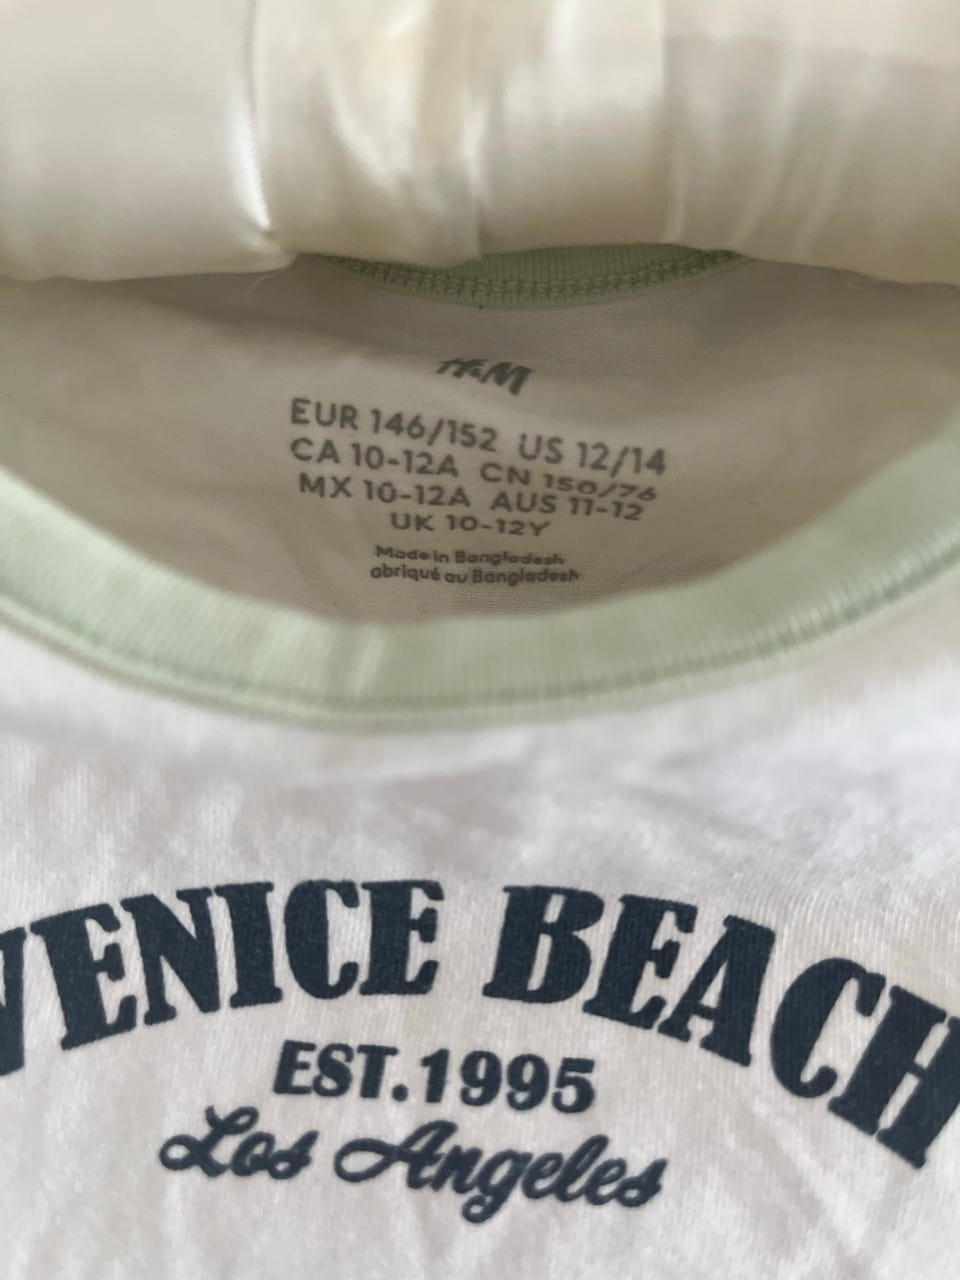 H&M
EUR 146/152 US 12/14
CA 10-12A CN 150/76
MX 10-12A AUS 11-12
UK 10-12Y
Made in Bangladesh
abriqué au Bangladesh
VENICE BEACH
EST.1995
Los Angeles